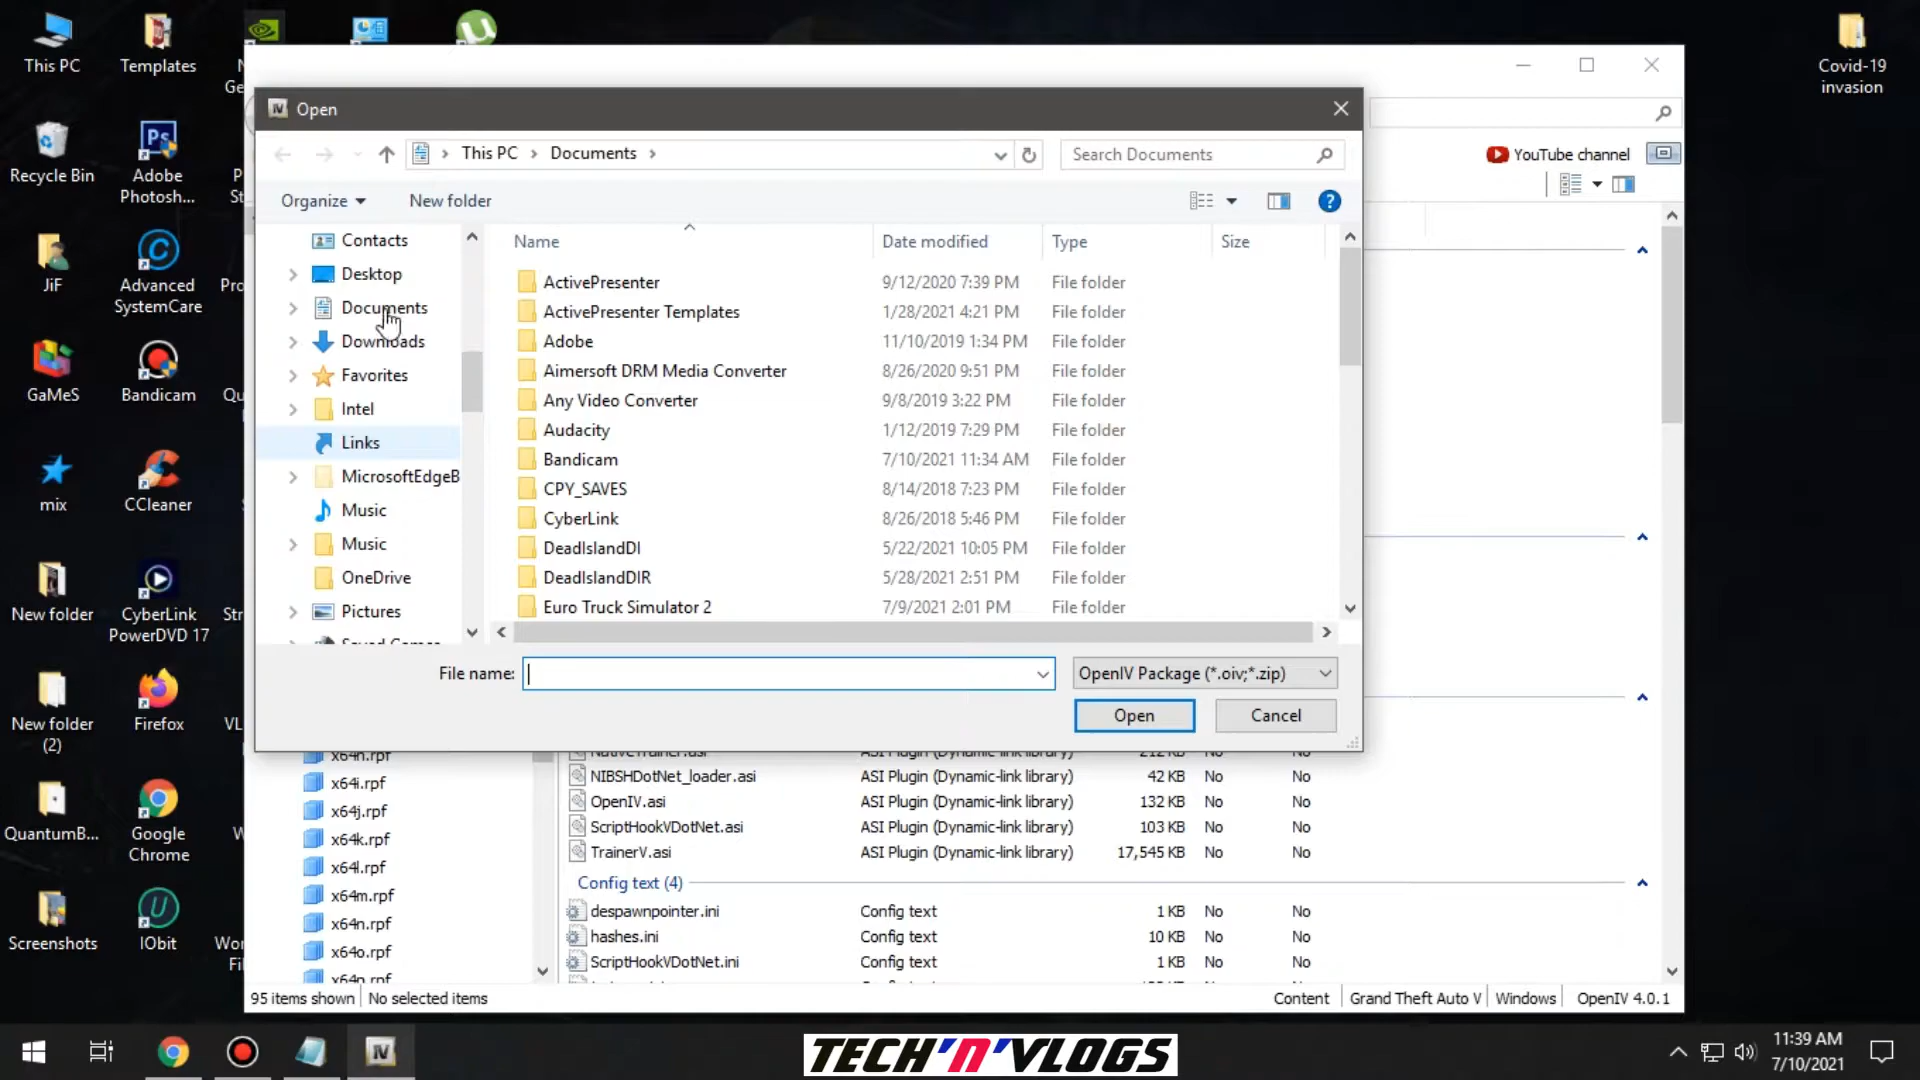 This PC
Templates
Covid-19
invasion
Open
This PC
Documents
Search Documents
YouTube channel
Organize
New folder
Name
Date modified
Type
Size
Recycle Bin
Adobe
Photosh...
JiF
Advanced
SystemCare
GaMeS
Bandicam
mix
CCleaner
New folder
CyberLink
PowerDVD 17
New folder
(2)
Firefox
QuantumB...
Google
Chrome
Screenshots
IObit
Contacts
Desktop
Documents
Downloads
Favorites
Intel
Links
MicrosoftEdgeB
Music
Music
OneDrive
Pictures
Saved Games
ActivePresenter 9/12/2020 7:39 PM File folder
ActivePresenter Templates 1/28/2021 4:21 PM File folder
Adobe 11/10/2019 1:34 PM File folder
Aimersoft DRM Media Converter 8/26/2020 9:51 PM File folder
Any Video Converter 9/8/2019 3:22 PM File folder
Audacity 1/12/2019 7:29 PM File folder
Bandicam 7/10/2021 11:34 AM File folder
CPY_SAVES 8/14/2018 7:23 PM File folder
CyberLink 8/26/2018 5:46 PM File folder
DeadIslandDI 5/22/2021 10:05 PM File folder
DeadIslandDIR 5/28/2021 2:51 PM File folder
Euro Truck Simulator 2 7/9/2021 2:01 PM File folder
File name:
OpenIV Package (*.oiv;*.zip)
Open
Cancel
x64h.rpf
x64i.rpf
x64j.rpf
x64k.rpf
x64l.rpf
x64m.rpf
x64n.rpf
x64o.rpf
NativeTrainer.asi ASI Plugin (Dynamic-link library) 212 KB No No
NIBSHDotNet_loader.asi ASI Plugin (Dynamic-link library) 42 KB No No
OpenIV.asi ASI Plugin (Dynamic-link library) 132 KB No No
ScriptHookVDotNet.asi ASI Plugin (Dynamic-link library) 103 KB No No
TrainerV.asi ASI Plugin (Dynamic-link library) 17,545 KB No No
Config text (4)
despawnpointer.ini Config text 1 KB No No
hashes.ini Config text 10 KB No No
ScriptHookVDotNet.ini Config text 1 KB No No
95 items shown No selected items Content Grand Theft Auto V Windows OpenIV 4.0.1
TECH'N'VLOGS
11:39 AM
7/10/2021